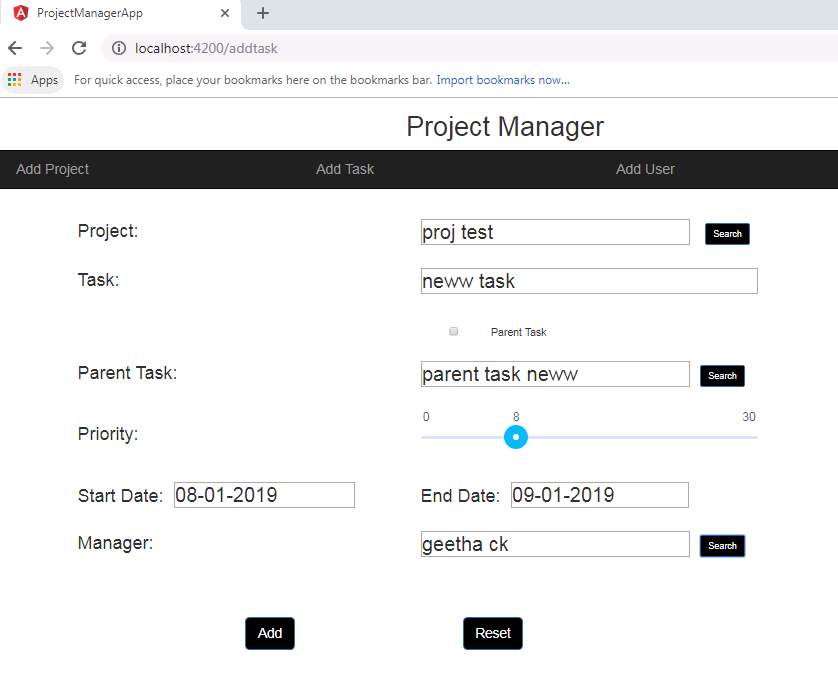 ProjectManagerApp
localhost:4200/addtask
Apps For quick access, place your bookmarks here on the bookmarks bar. Import bookmarks now...
Project Manager
Add Project Add Task Add User
Project: proj test Search
Task: neww task
Parent Task
Parent Task: parent task neww Search
0 8 30
Priority:
Start Date: 08-01-2019 End Date: 09-01-2019
Manager: geetha ck Search
Add Reset